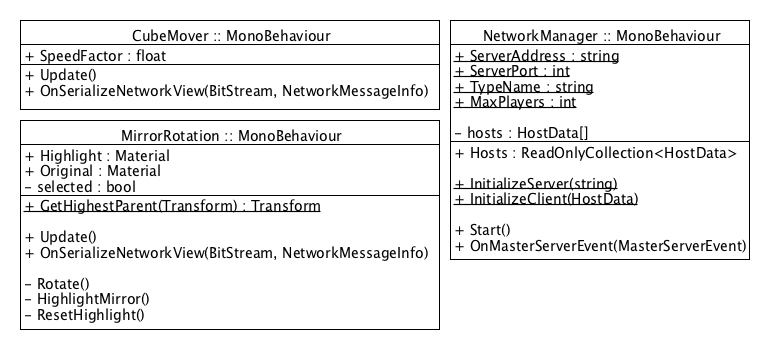 CubeMover :: MonoBehaviour
+ SpeedFactor : float
+ Update()
+ OnSerializeNetworkView(BitStream, NetworkMessageInfo)
MirrorRotation :: MonoBehaviour
+ Highlight : Material
+ Original : Material
– selected : bool
+ GetHighestParent(Transform) : Transform
+ Update()
+ OnSerializeNetworkView(BitStream, NetworkMessageInfo)
– Rotate()
– HighlightMirror()
– ResetHighlight()
NetworkManager :: MonoBehaviour
+ ServerAddress : string
+ ServerPort : int
+ TypeName : string
+ MaxPlayers : int
– hosts : HostData[]
+ Hosts : ReadOnlyCollection<HostData>
+ InitializeServer(string)
+ InitializeClient(HostData)
+ Start()
+ OnMasterServerEvent(MasterServerEvent)